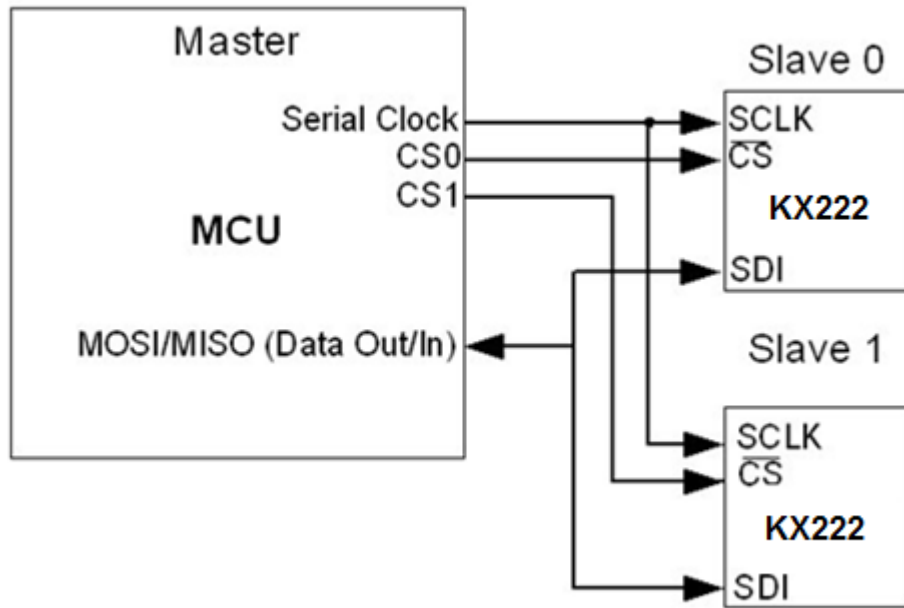 Master
Serial Clock
CS0
CS1
MCU
MOSI/MISO (Data Out/In)
Slave 0
SCLK
CS
KX222
SDI
Slave 1
SCLK
CS
KX222
SDI